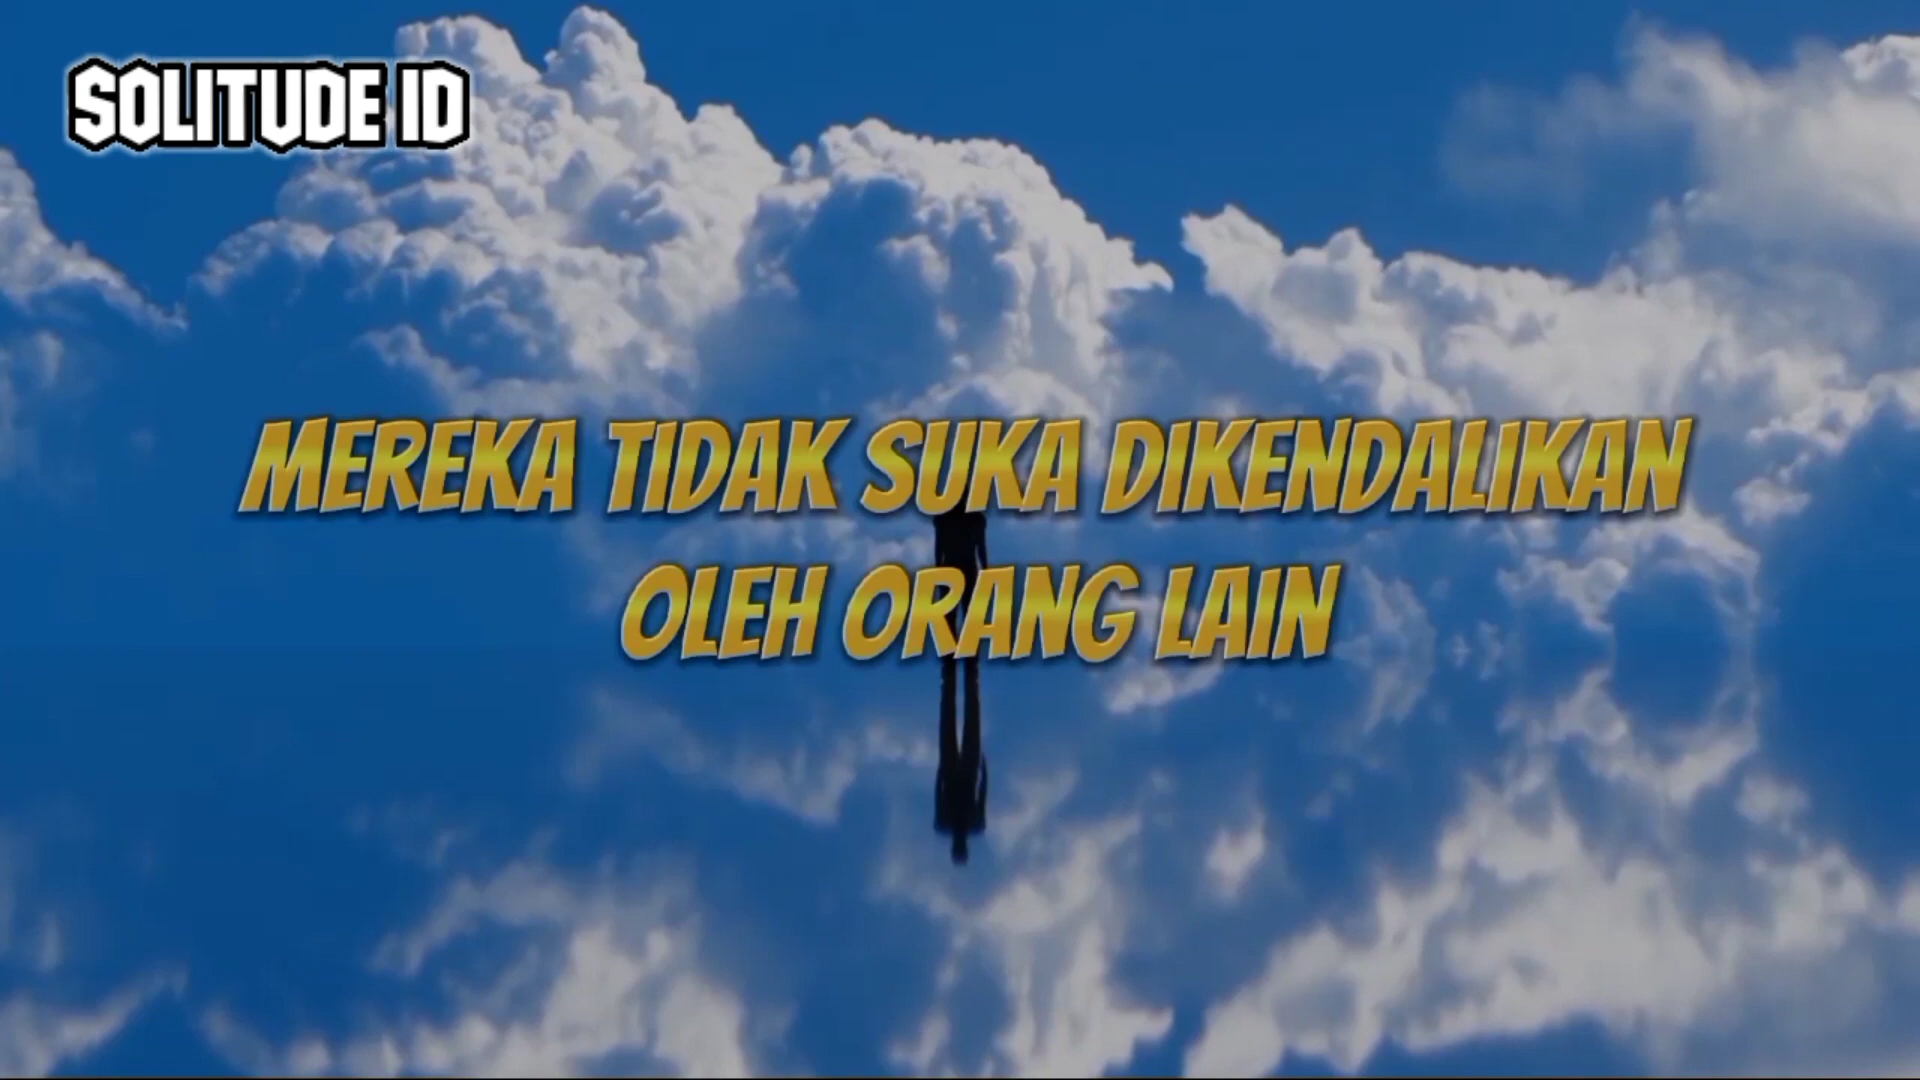 SOLITUDE ID
MEREKA TIDAK SUKA DIKENDALIKAN
OLEH ORANG LAIN